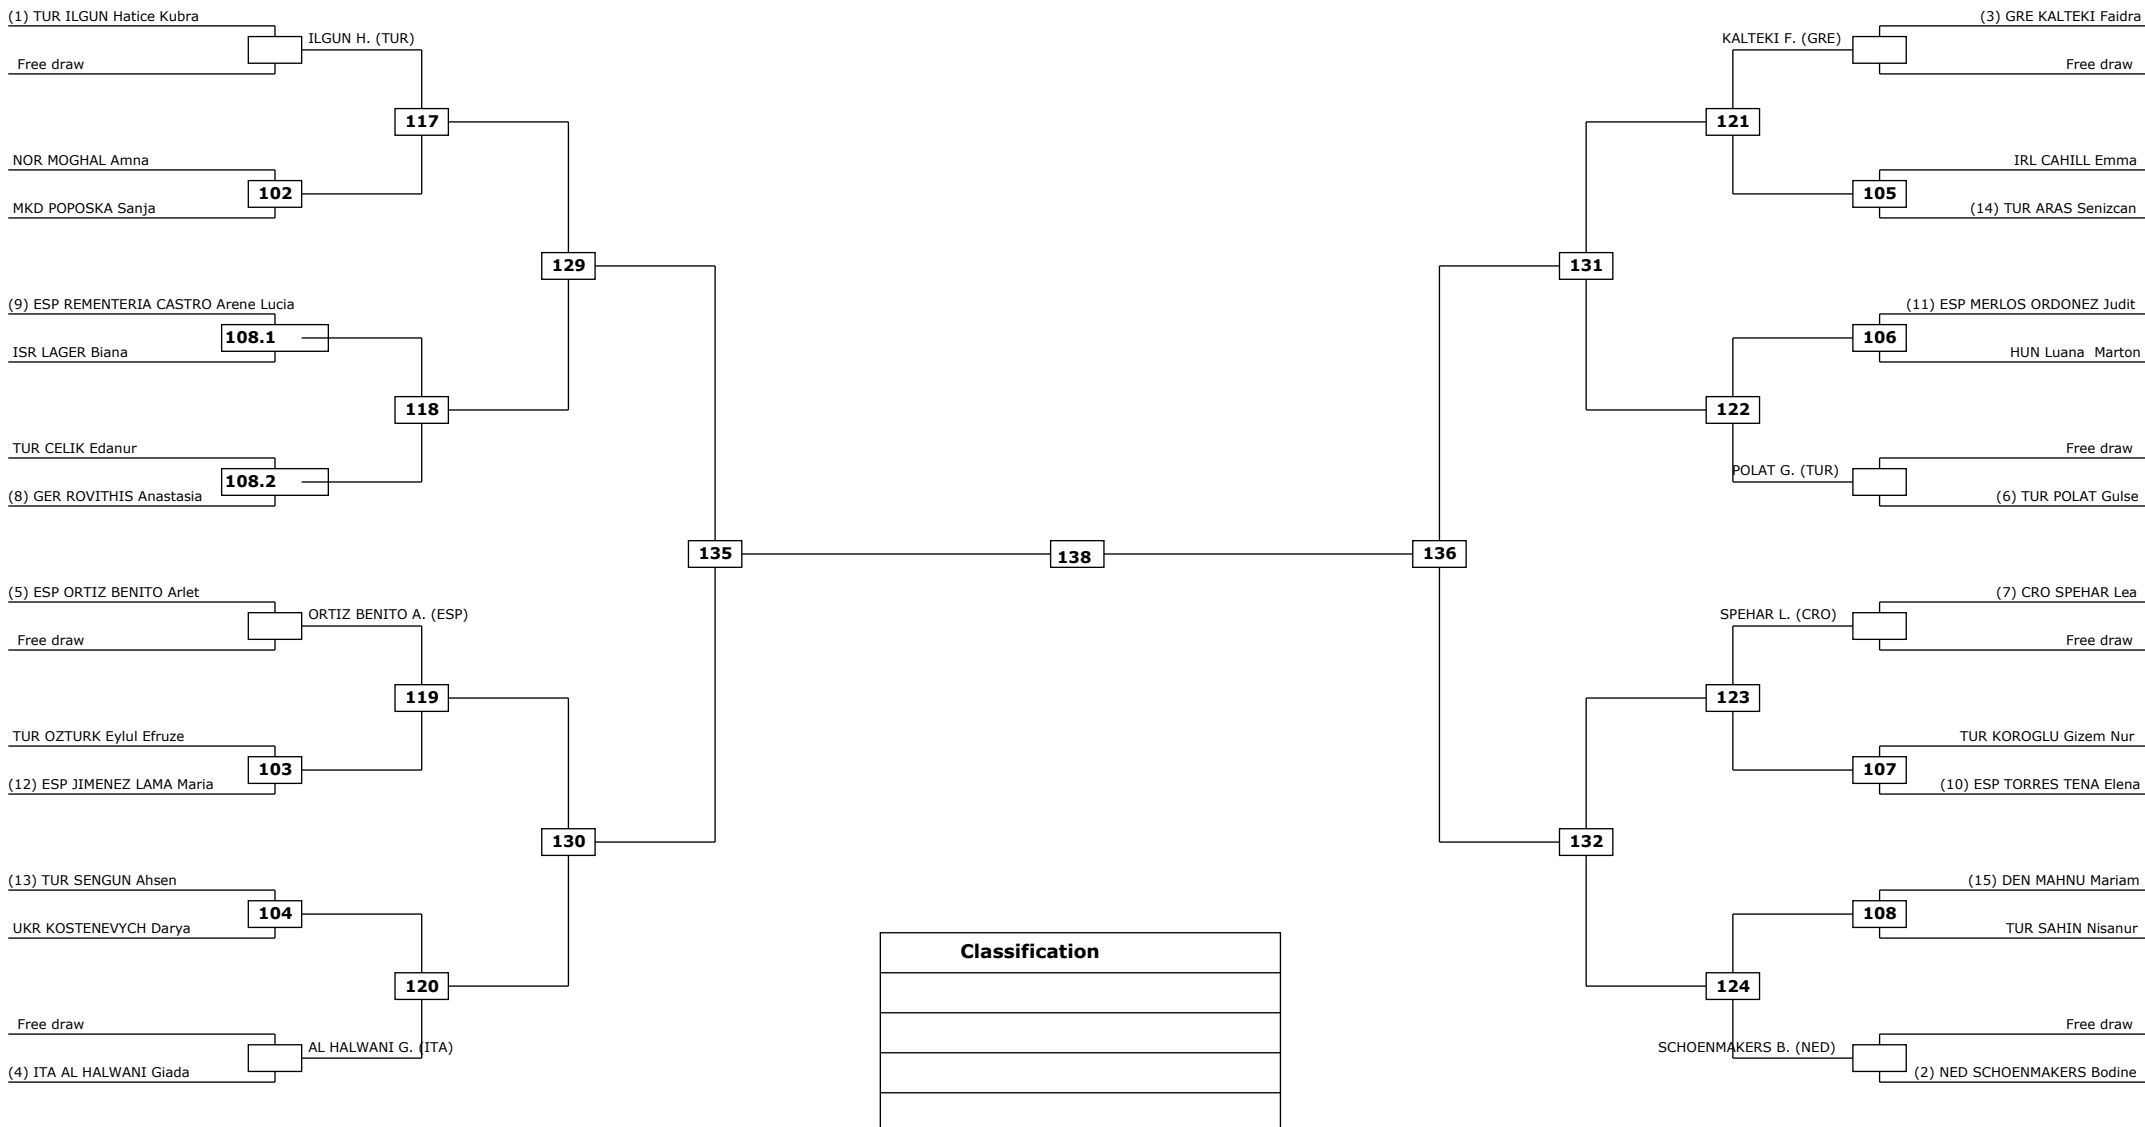 (1) TUR ILGUN Hatice Kubra
ILGUN H. (TUR)
Free draw
117
NOR MOGHAL Amna
102
MKD POPOSKA Sanja
129
(9) ESP REMENTERIA CASTRO Arene Lucia
108.1
ISR LAGER Biana
118
TUR CELIK Edanur
108.2
(8) GER ROVITHIS Anastasia
135
(5) ESP ORTIZ BENITO Arlet
ORTIZ BENITO A. (ESP)
Free draw
119
TUR OZTURK Eylul Efruze
103
(12) ESP JIMENEZ LAMA Maria
130
(13) TUR SENGUN Ahsen
104
UKR KOSTENEVYCH Darya
120
Free draw
AL HALWANI G. (ITA)
(4) ITA AL HALWANI Giada
138
(3) GRE KALTEKI Faidra
KALTEKI F. (GRE)
Free draw
121
IRL CAHILL Emma
105
(14) TUR ARAS Senizcan
131
(11) ESP MERLOS ORDONEZ Judit
106
HUN Luana  Marton
122
Free draw
POLAT G. (TUR)
(6) TUR POLAT Gulse
136
(7) CRO SPEHAR Lea
SPEHAR L. (CRO)
Free draw
123
TUR KOROGLU Gizem Nur
107
(10) ESP TORRES TENA Elena
132
(15) DEN MAHNU Mariam
108
TUR SAHIN Nisanur
124
Free draw
SCHOENMAKERS B. (NED)
(2) NED SCHOENMAKERS Bodine
Classification